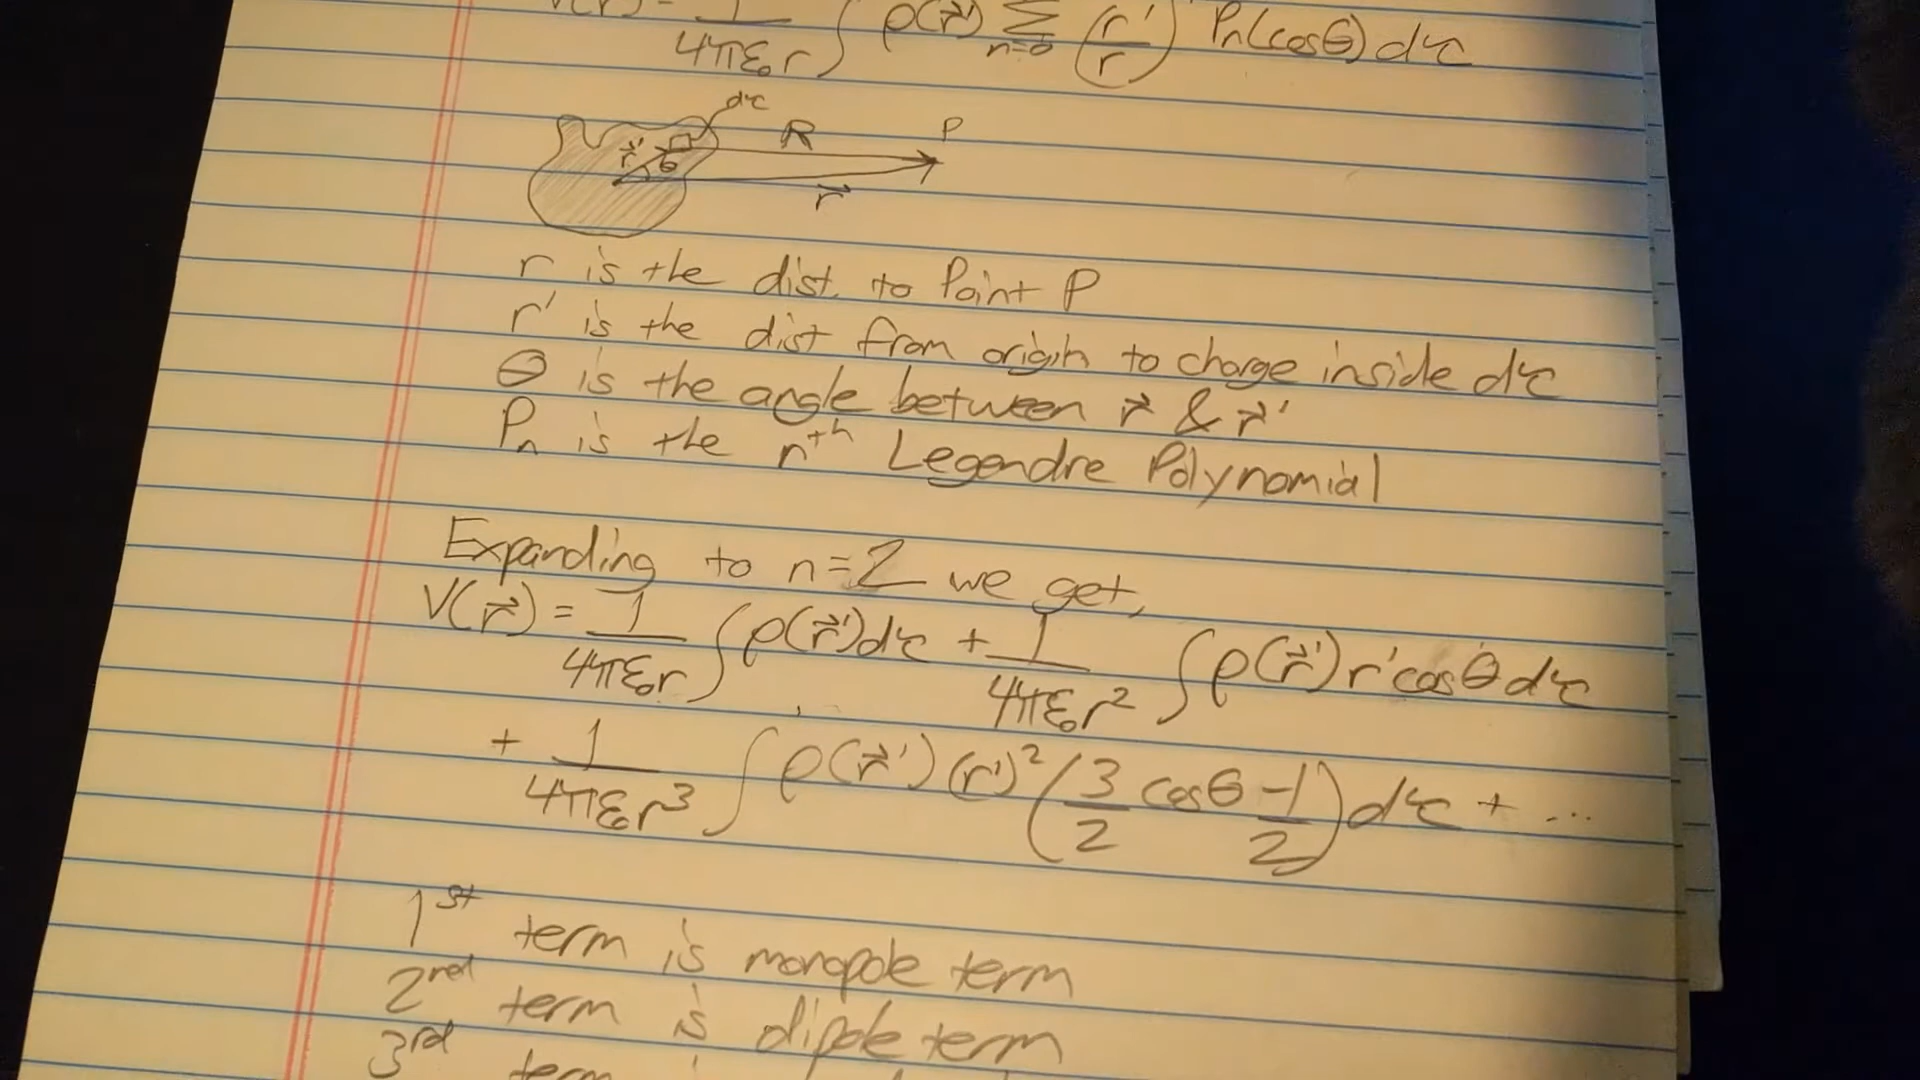 V(r) = 1/4πε₀r ∫ ρ(r⃗') Σ n=0 (r'/r) Pn(cosθ) dτ
dτ
R P
r⃗' θ
r⃗
r is the dist. to Point P
r' is the dist from origin to charge inside dτ
θ is the angle between r⃗ & r⃗'
Pn is the nth Legendre Polynomial
Expanding to n=2 we get,
V(r⃗) = 1/4πε₀r ∫ρ(r⃗')dτ + 1/4πε₀r² ∫ρ(r⃗')r'cosθdτ
+ 1/4πε₀r³ ∫ρ(r⃗')(r')²(3/2 cosθ - 1/2)dτ + ...
1st term is monopole term
2nd term is dipole term
3rd term is